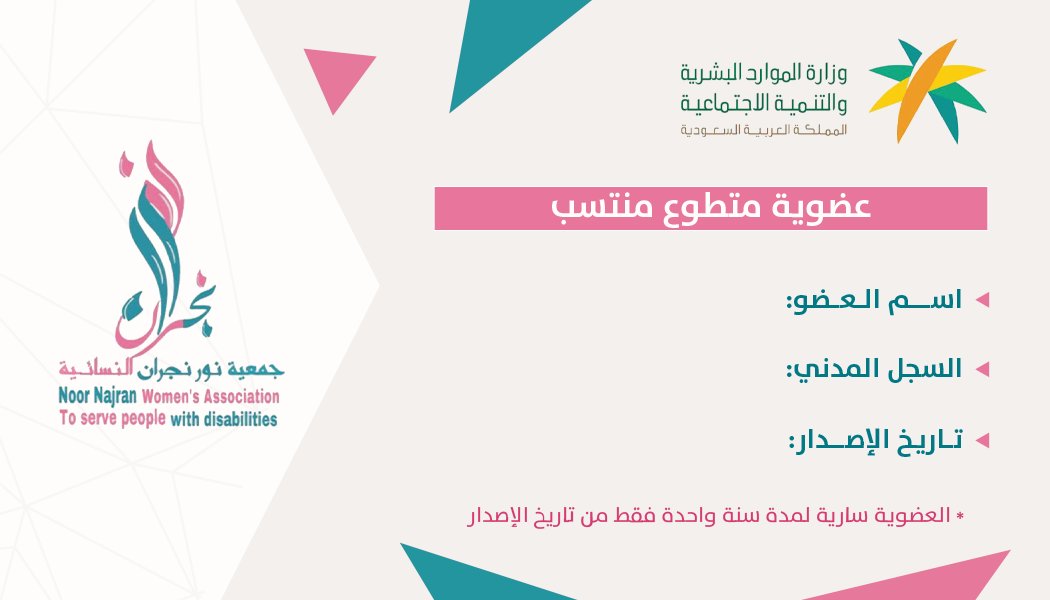 وزارة الموارد البشرية
والتنمية الاجتماعية
المملكة العربية السعودية
عضوية متطوع منتسب
اسم العضو:
السجل المدني:
تاريخ الإصدار:
* العضوية سارية لمدة سنة واحدة فقط من تاريخ الإصدار
نور
نجران
جمعية نور نجران النسائية
Noor Najran Women's Association
To serve people with disabilities